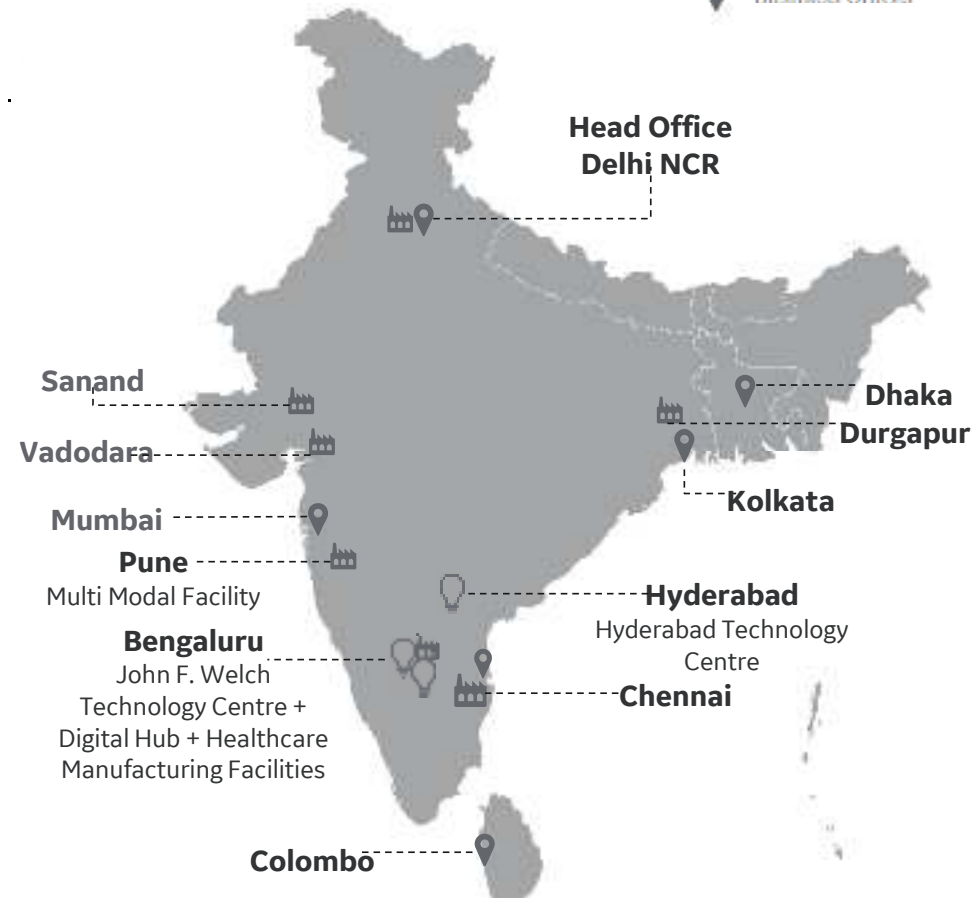 Head Office
Delhi NCR
Sanand
Vadodara
Mumbai
Pune
Multi Modal Facility
Bengaluru
John F. Welch
Technology Centre +
Digital Hub + Healthcare
Manufacturing Facilities
Colombo
Dhaka
Durgapur
Kolkata
Hyderabad
Hyderabad Technology
Centre
Chennai